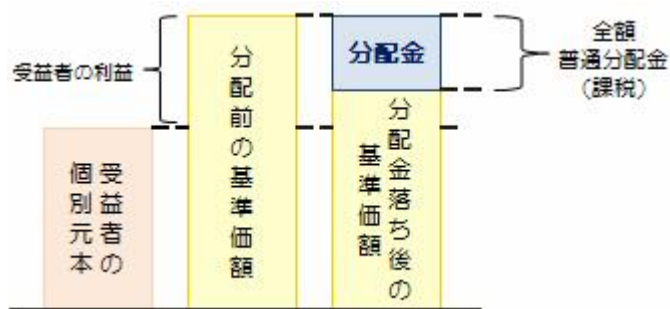 受益者の利益
受益者の
個別元本
分配前の基準価額
分配金
分配金落ち後の
基準価額
全額
普通分配金
(課税)